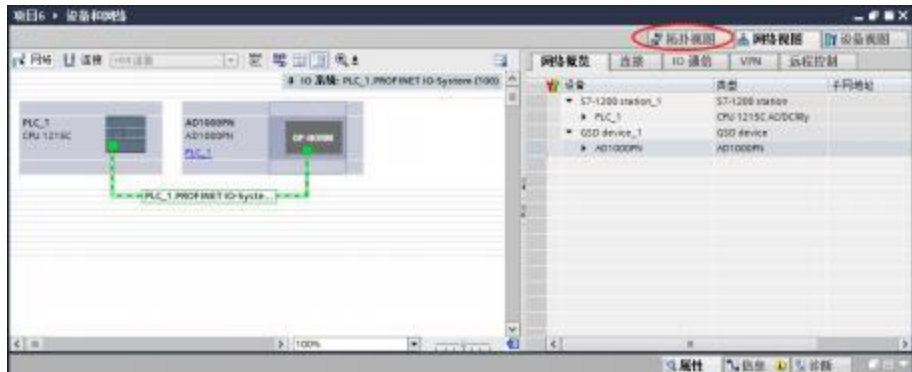 项目6 ▸ 设备和网络
拓扑视图 网络视图 设备视图
网络 连接 HMI 连接
网络概览 连接 IO 通信 VPN 远程控制
IO 系统: PLC_1.PROFINET IO-System (100)
设备 类型 子网地址
S7-1200 station_1 S7-1200 station
PLC_1 CPU 1215C AC/DC/Rly
GSD device_1 GSD device
AD1000PN AD1000PN
PLC_1
CPU 1215C
AD1000PN
AD1000PN
PLC_1
PLC_1.PROFINET IO-Syste...
100%
属性 信息 诊断